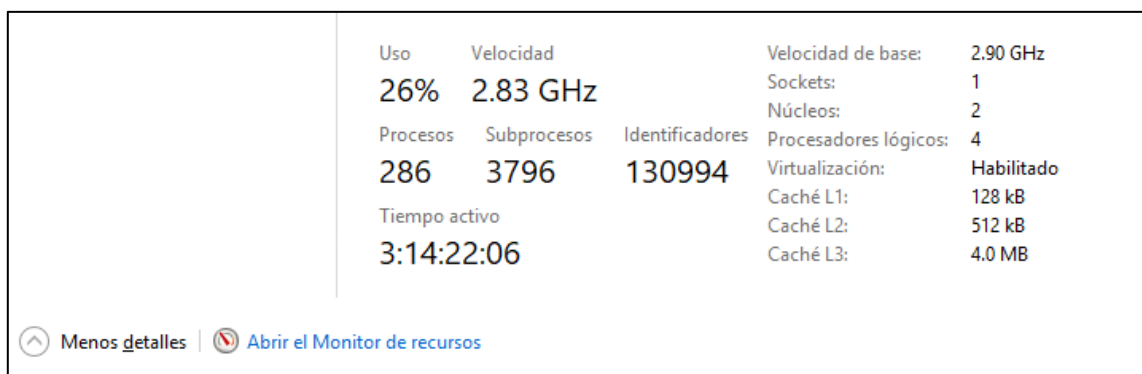 Uso Velocidad
26% 2.83 GHz
Procesos Subprocesos Identificadores
286 3796 130994
Tiempo activo
3:14:22:06
Velocidad de base: 2.90 GHz
Sockets: 1
Núcleos: 2
Procesadores lógicos: 4
Virtualización: Habilitado
Caché L1: 128 kB
Caché L2: 512 kB
Caché L3: 4.0 MB
Menos detalles Abrir el Monitor de recursos